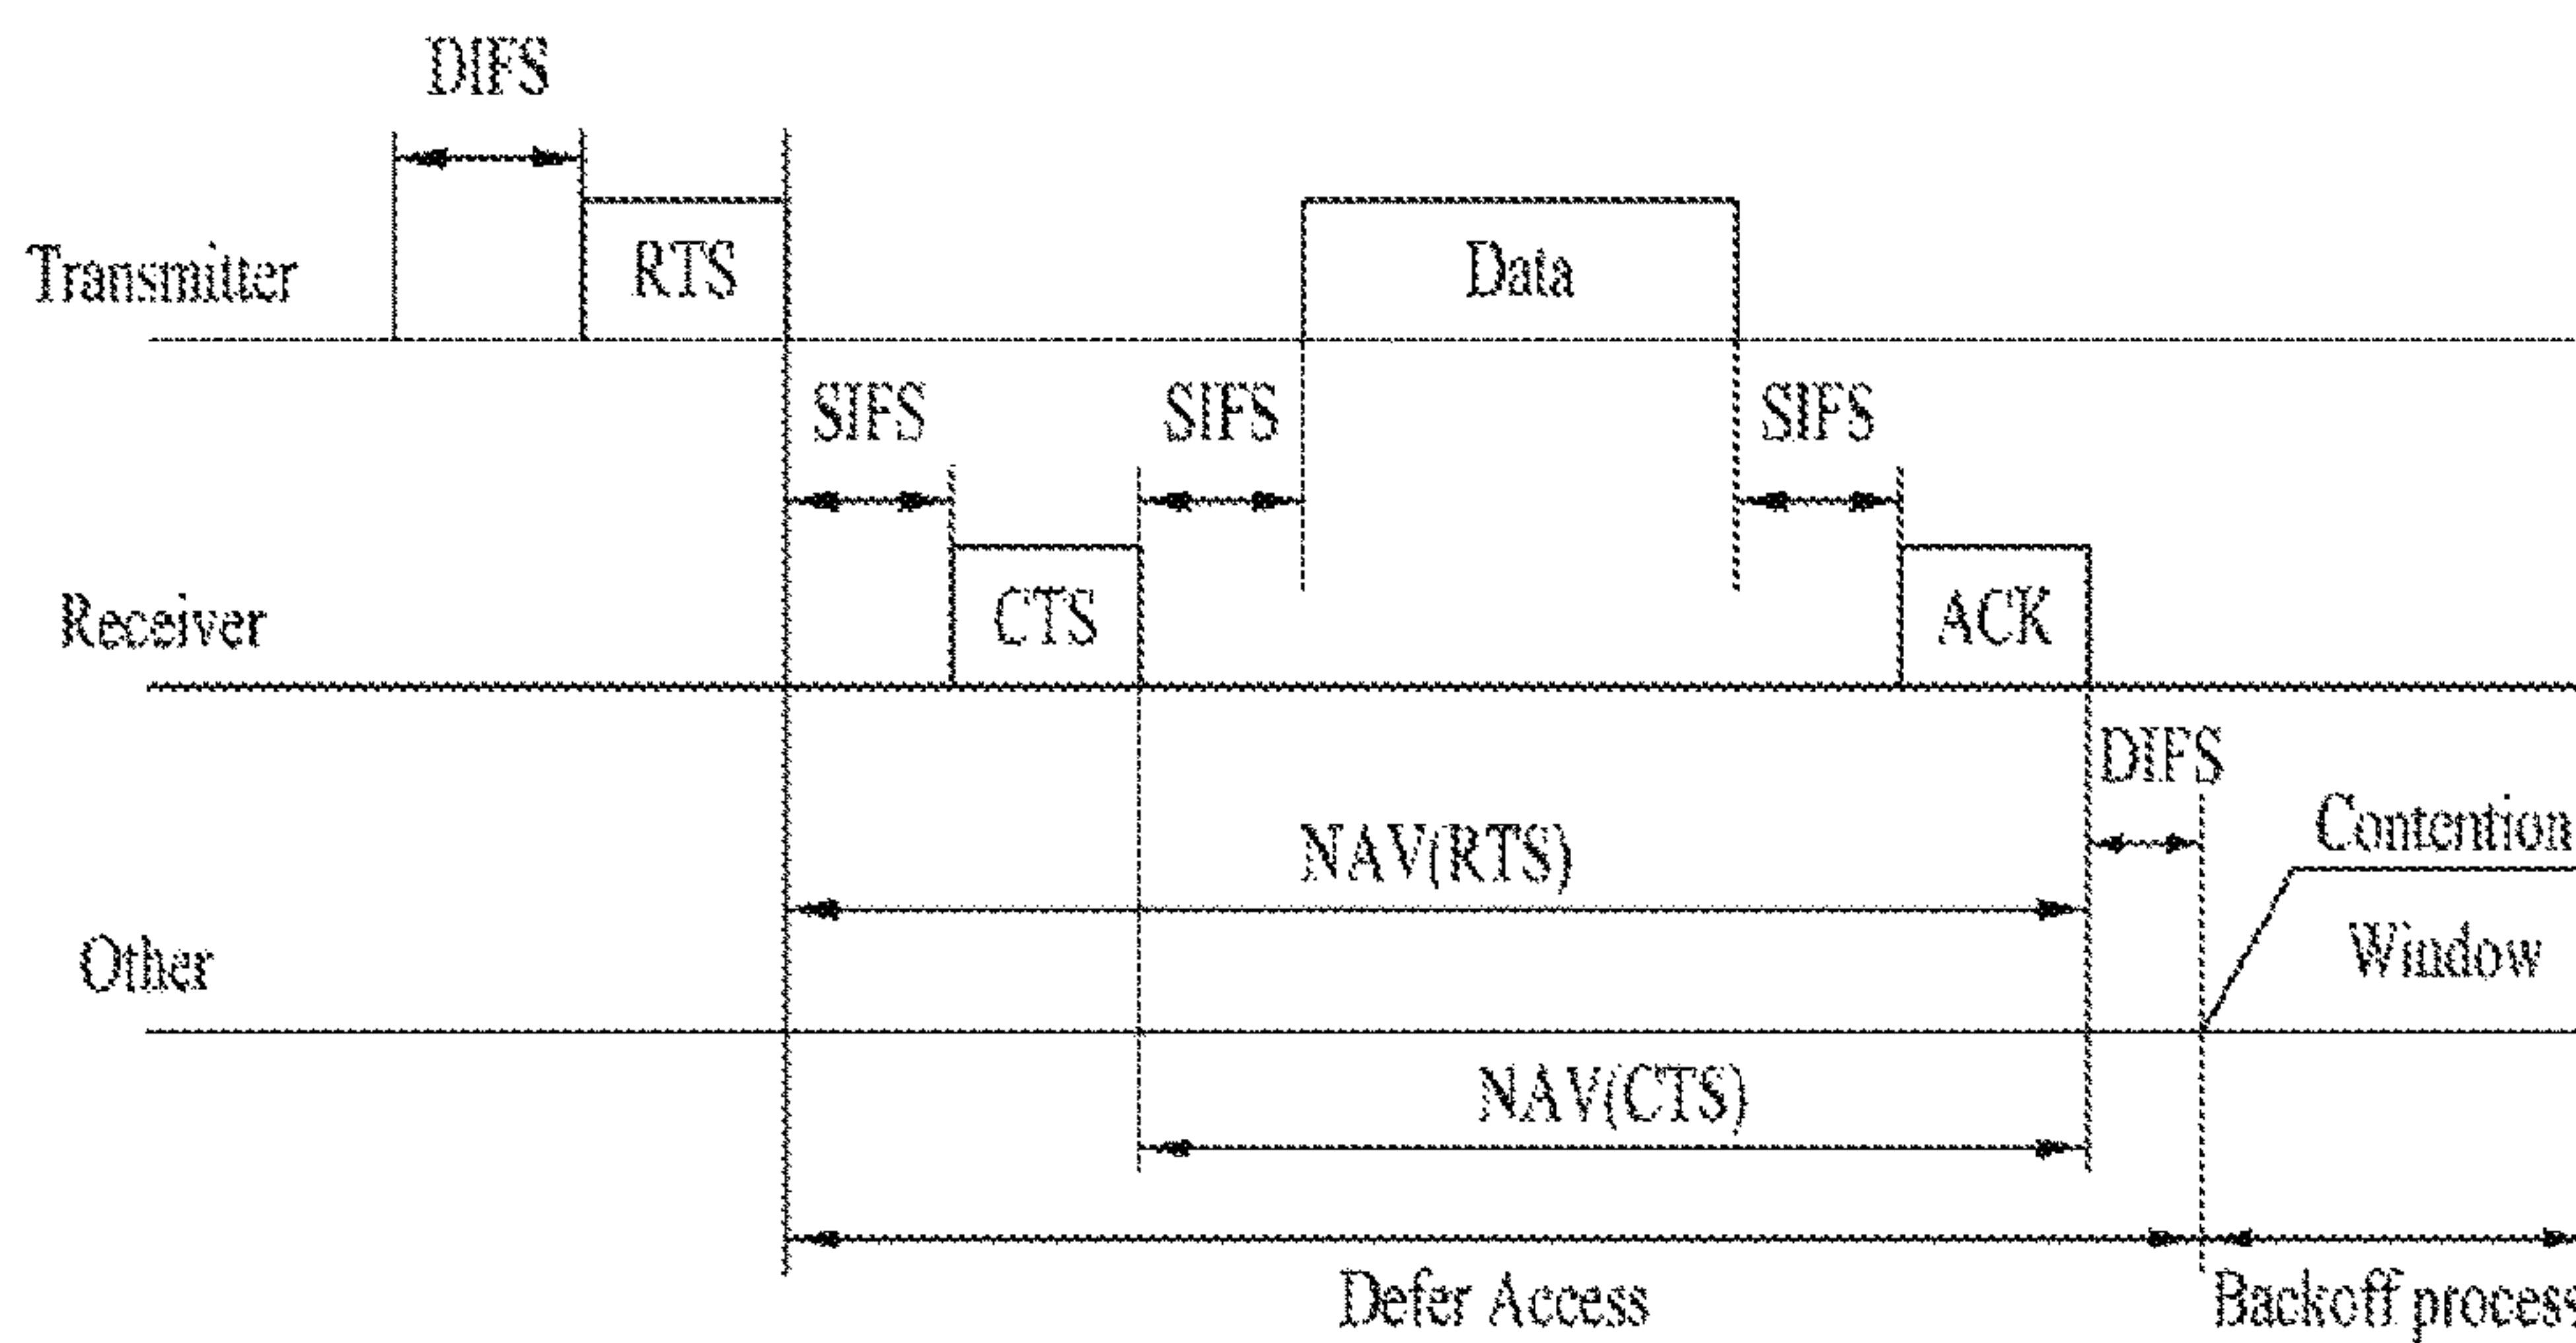 DIFS
Transmitter
RTS
Data
SIFS
SIFS
SIFS
Receiver
CTS
ACK
DIFS
Contention
Window
NAV(RTS)
Other
NAV(CTS)
Defer Access
Backoff process